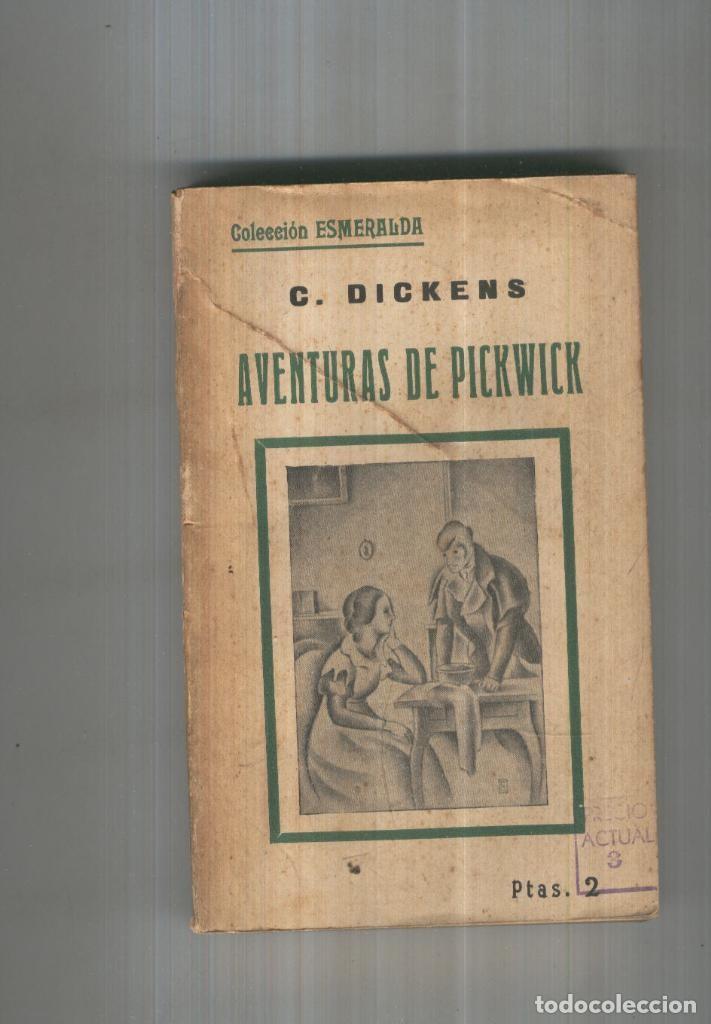 Colección ESMERALDA
C. DICKENS
AVENTURAS DE PICKWICK
PRECIO
ACTUAL
3
Ptas. 2
todocoleccion